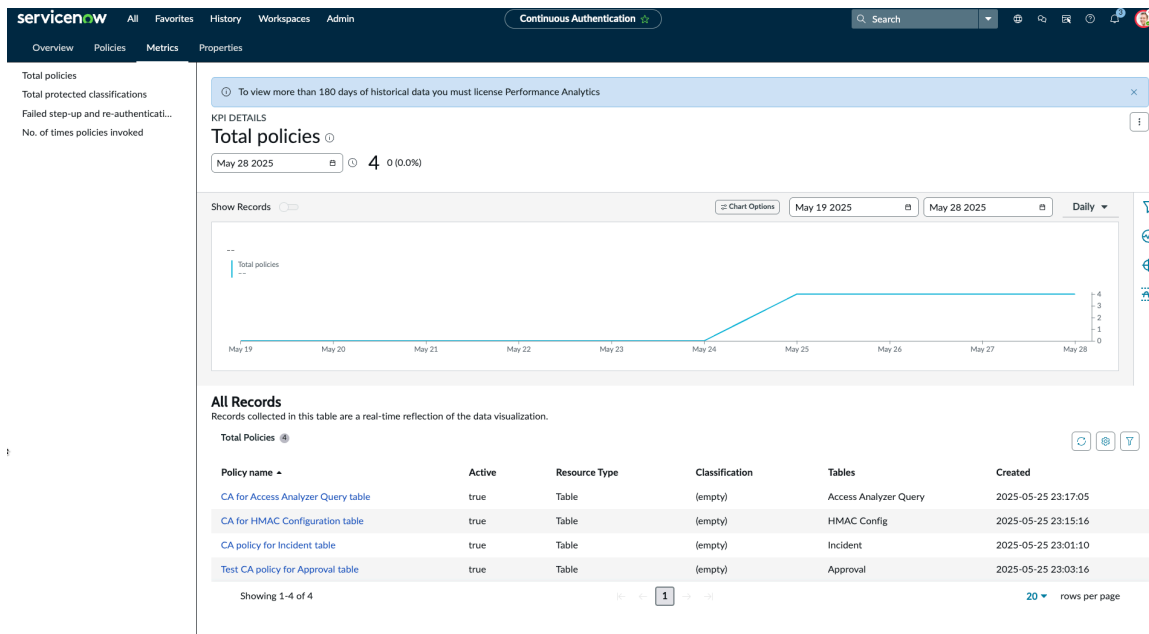 servicenow All Favorites History Workspaces Admin Continuous Authentication Search 3
Overview Policies Metrics Properties
Total policies
Total protected classifications
Failed step-up and re-authenticati...
No. of times policies invoked
To view more than 180 days of historical data you must license Performance Analytics
KPI DETAILS
Total policies
May 28 2025 4 0 (0.0%)
Show Records Chart Options May 19 2025 May 28 2025 Daily
--
Total policies
--
4
3
2
1
0
May 19 May 20 May 21 May 22 May 23 May 24 May 25 May 26 May 27 May 28
All Records
Records collected in this table are a real-time reflection of the data visualization.
Total Policies 4
Policy name Active Resource Type Classification Tables Created
CA for Access Analyzer Query table true Table (empty) Access Analyzer Query 2025-05-25 23:17:05
CA for HMAC Configuration table true Table (empty) HMAC Config 2025-05-25 23:15:16
CA policy for Incident table true Table (empty) Incident 2025-05-25 23:01:10
Test CA policy for Approval table true Table (empty) Approval 2025-05-25 23:03:16
Showing 1-4 of 4 1 20 rows per page